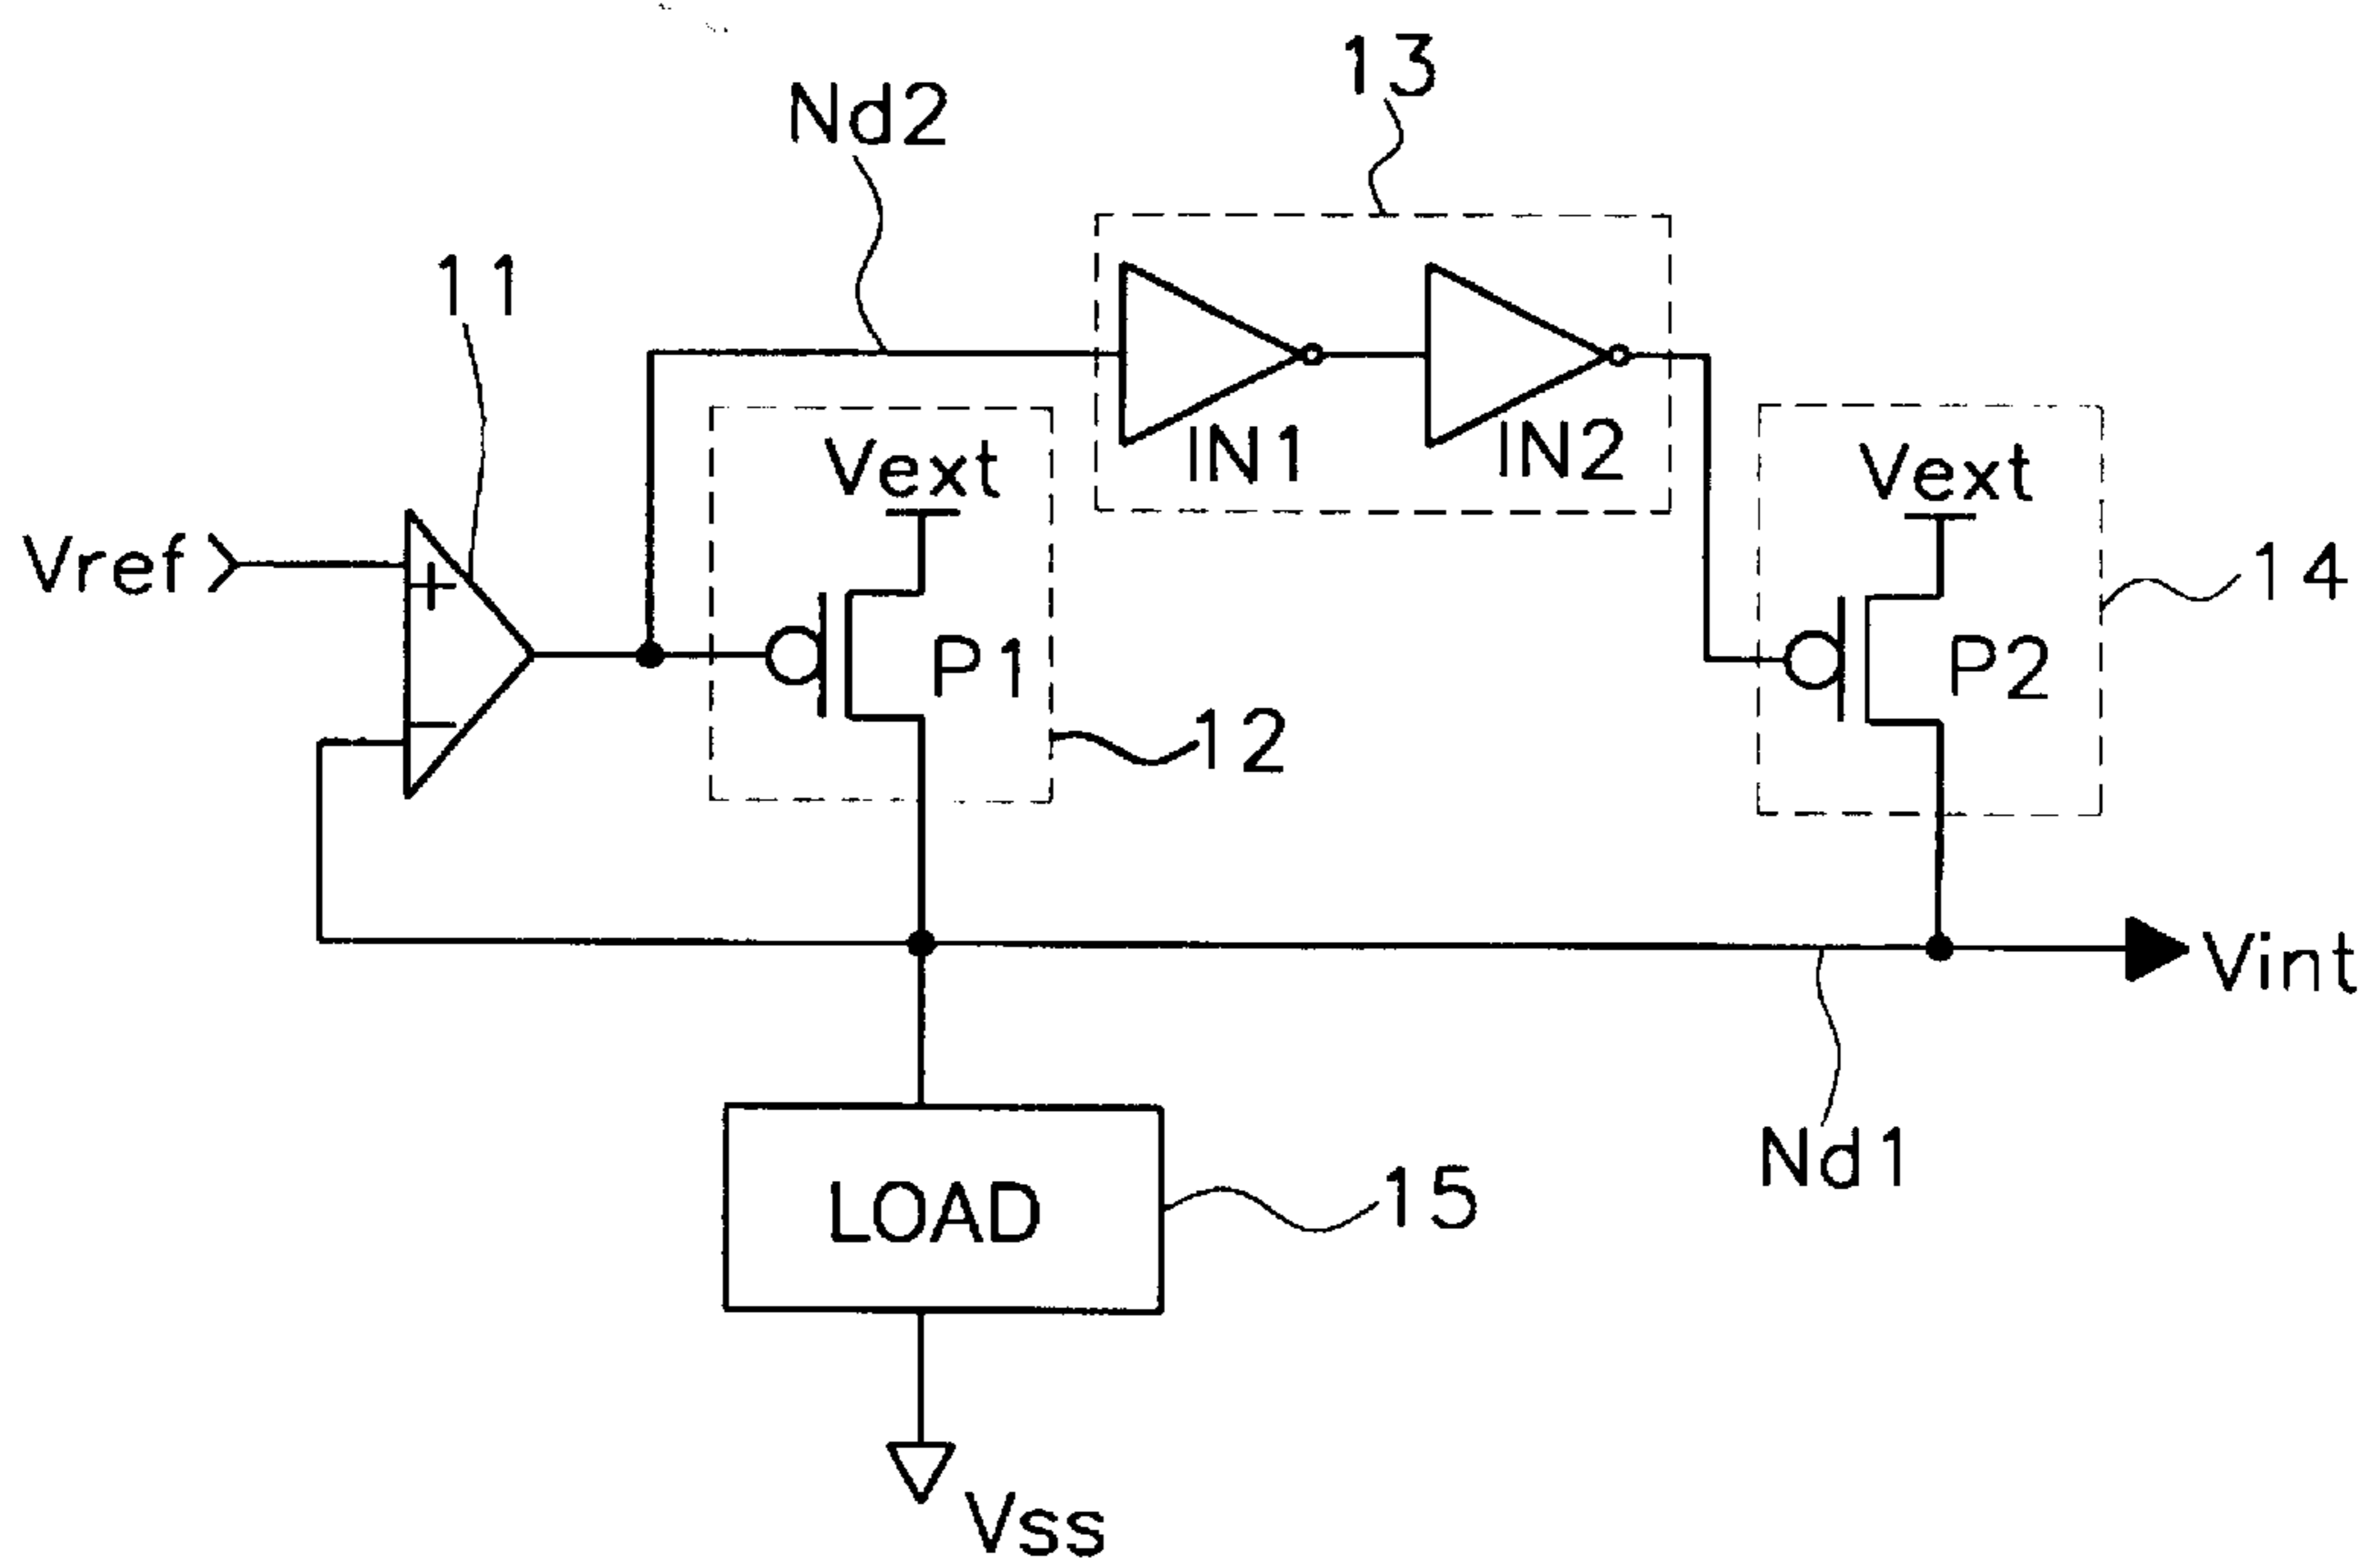 13
Nd2
11
IN1
IN2
Vext
Vext
Vref
+
14
P1
P2
12
−
Vint
Nd1
LOAD
15
Vss